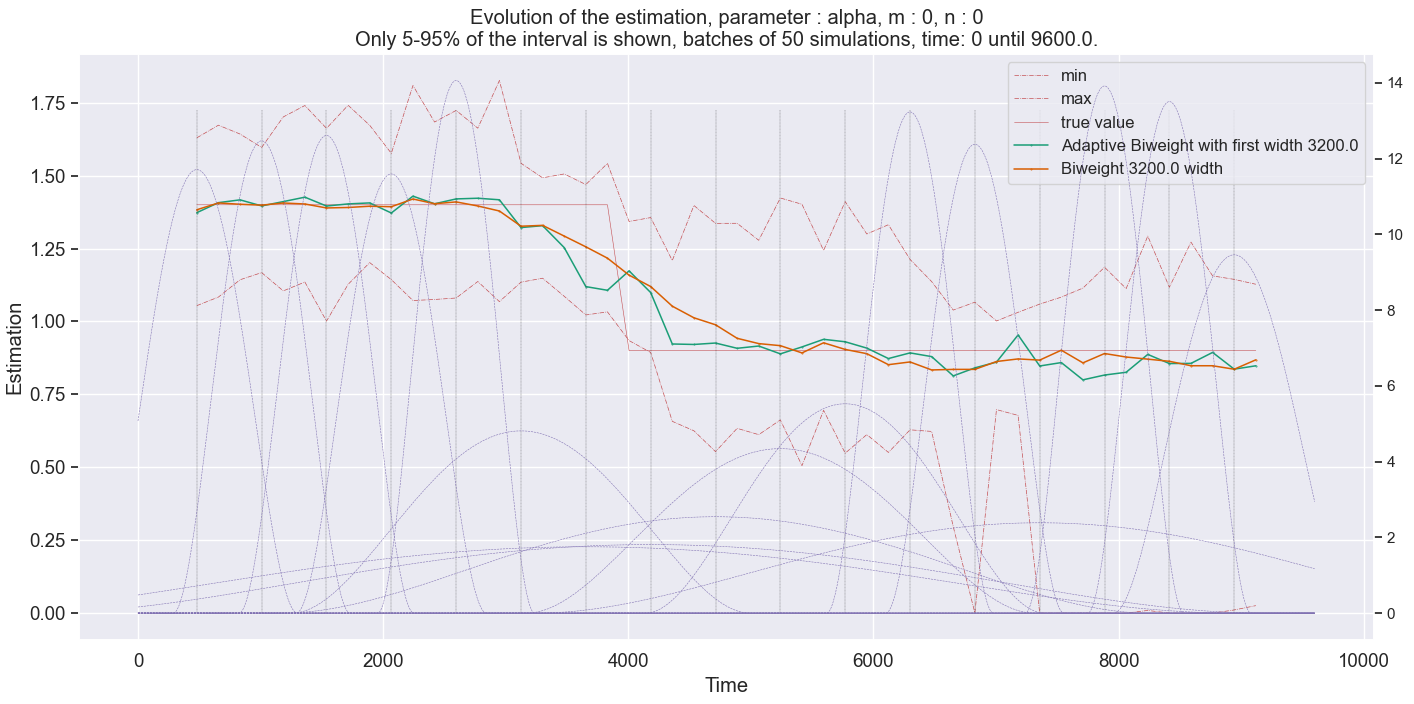 Evolution of the estimation, parameter : alpha, m : 0, n : 0
Only 5-95% of the interval is shown, batches of 50 simulations, time: 0 until 9600.0.
min
max
true value
Adaptive Biweight with first width 3200.0
Biweight 3200.0 width
Estimation
1.75
1.50
1.25
1.00
0.75
0.50
0.25
0.00
14
12
10
8
6
4
2
0
0
2000
4000
6000
8000
10000
Time